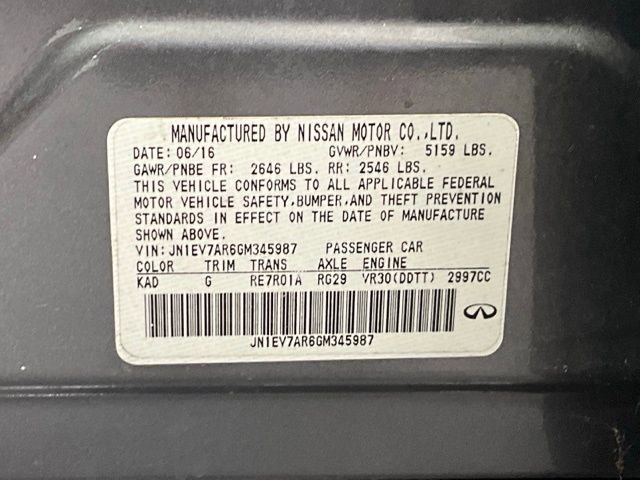 MANUFACTURED BY NISSAN MOTOR CO.,LTD.
DATE: 06/16 GVWR/PNBV: 5159 LBS.
GAWR/PNBE FR: 2646 LBS. RR: 2546 LBS.
THIS VEHICLE CONFORMS TO ALL APPLICABLE FEDERAL
MOTOR VEHICLE SAFETY,BUMPER,AND THEFT PREVENTION
STANDARDS IN EFFECT ON THE DATE OF MANUFACTURE
SHOWN ABOVE.
VIN:JN1EV7AR6GM345987 PASSENGER CAR
COLOR TRIM TRANS AXLE ENGINE
KAD G RE7R01A RG29 VR30(DDTT) 2997CC
JN1EV7AR6GM345987